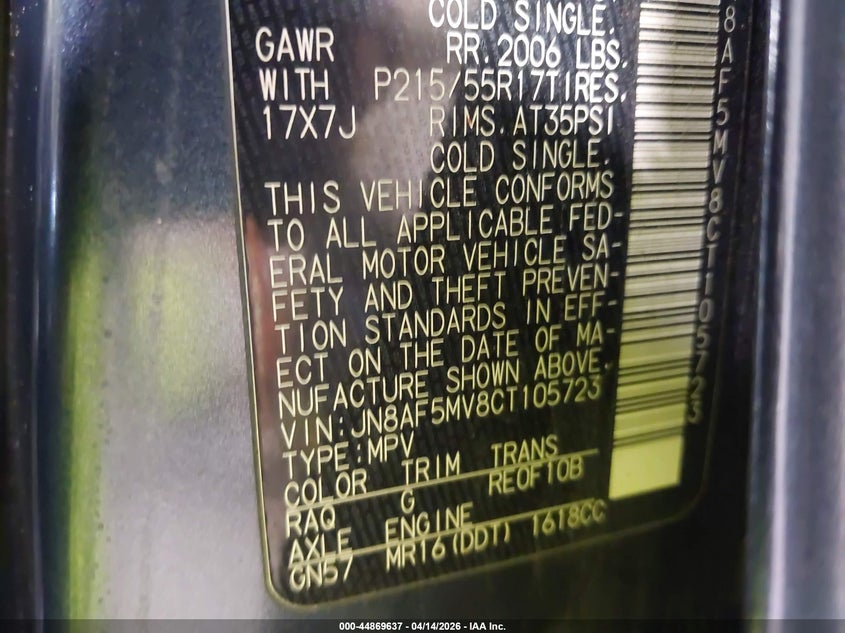 COLD SINGLE.
GAWR RR.2006 LBS.
WITH P215/55R17TIRES.
17X7J RIMS.AT35PSI
COLD SINGLE.
THIS VEHICLE CONFORMS
TO ALL APPLICABLE FED-
ERAL MOTOR VEHICLE SA-
FETY AND THEFT PREVEN-
TION STANDARDS IN EFF-
ECT ON THE DATE OF MA-
NUFACTURE SHOWN ABOVE.
VIN:JN8AF5MV8CT105723
TYPE:MPV
COLOR TRIM TRANS
RAQ G REOF10B
AXLE ENGINE
GN57 MR16(DDT) 1618CC
8AF5MV8CT105723
000-44869637 - 04/14/2026 - IAA Inc.